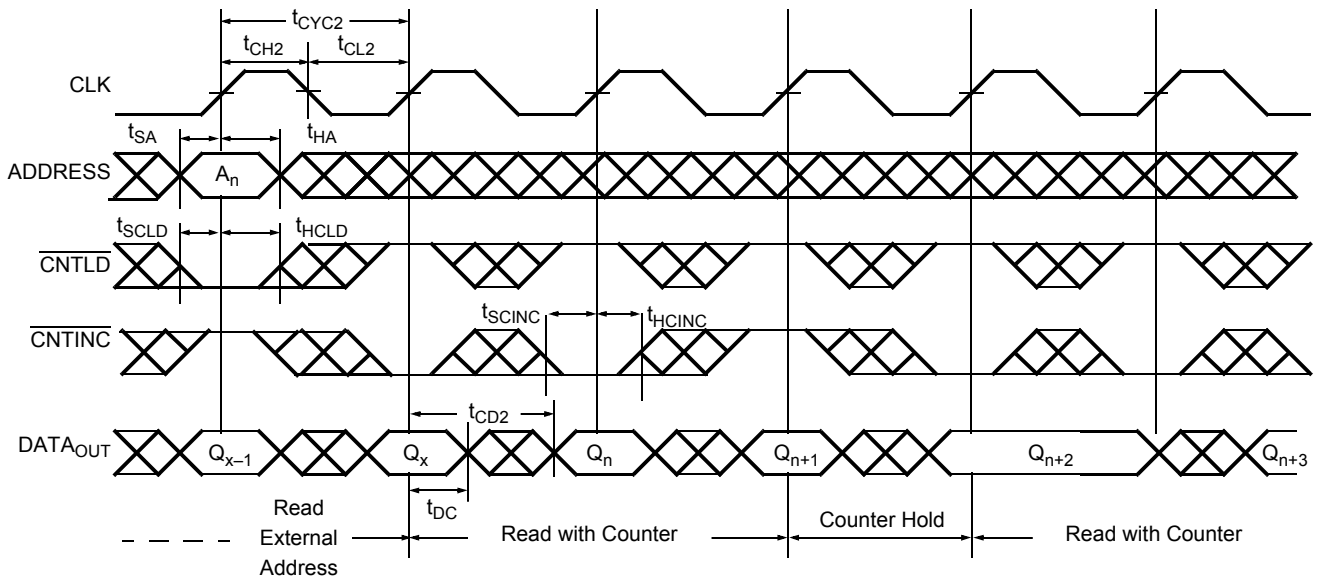 tCYC2
tCH2 tCL2
CLK
tSA tHA
ADDRESS An
tSCLD tHCLD
CNTLD
tSCINC tHCINC
CNTINC
tCD2
DATAOUT Qx–1 Qx Qn Qn+1 Qn+2 Qn+3
tDC
Read
External
Address
Read with Counter
Counter Hold
Read with Counter